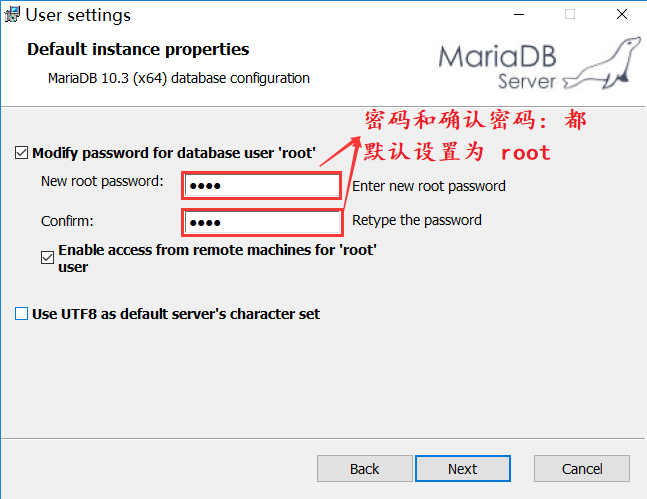 User settings
Default instance properties
MariaDB 10.3 (x64) database configuration
MariaDB
Server
密码和确认密码: 都
默认设置为 root
Modify password for database user 'root'
New root password:
●●●●
Enter new root password
Confirm:
●●●●
Retype the password
Enable access from remote machines for 'root'
user
Use UTF8 as default server's character set
Back
Next
Cancel